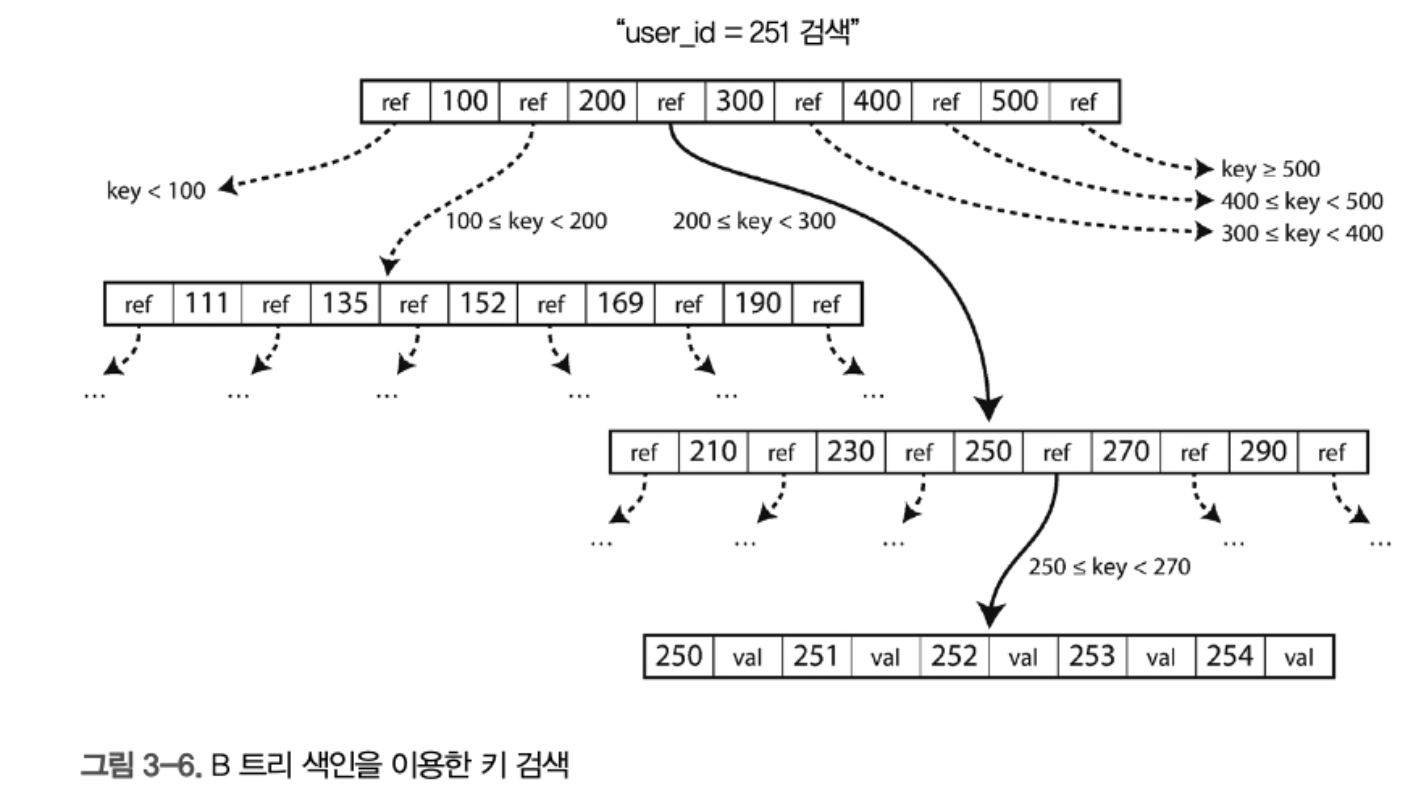 “user_id = 251 검색”
ref 100 ref 200 ref 300 ref 400 ref 500 ref
key < 100
100 ≤ key < 200
200 ≤ key < 300
key ≥ 500
400 ≤ key < 500
300 ≤ key < 400
ref 111 ref 135 ref 152 ref 169 ref 190 ref
... ... ... ... ... ...
ref 210 ref 230 ref 250 ref 270 ref 290 ref
... ... ... ... ...
250 ≤ key < 270
250 val 251 val 252 val 253 val 254 val
그림 3-6. B 트리 색인을 이용한 키 검색